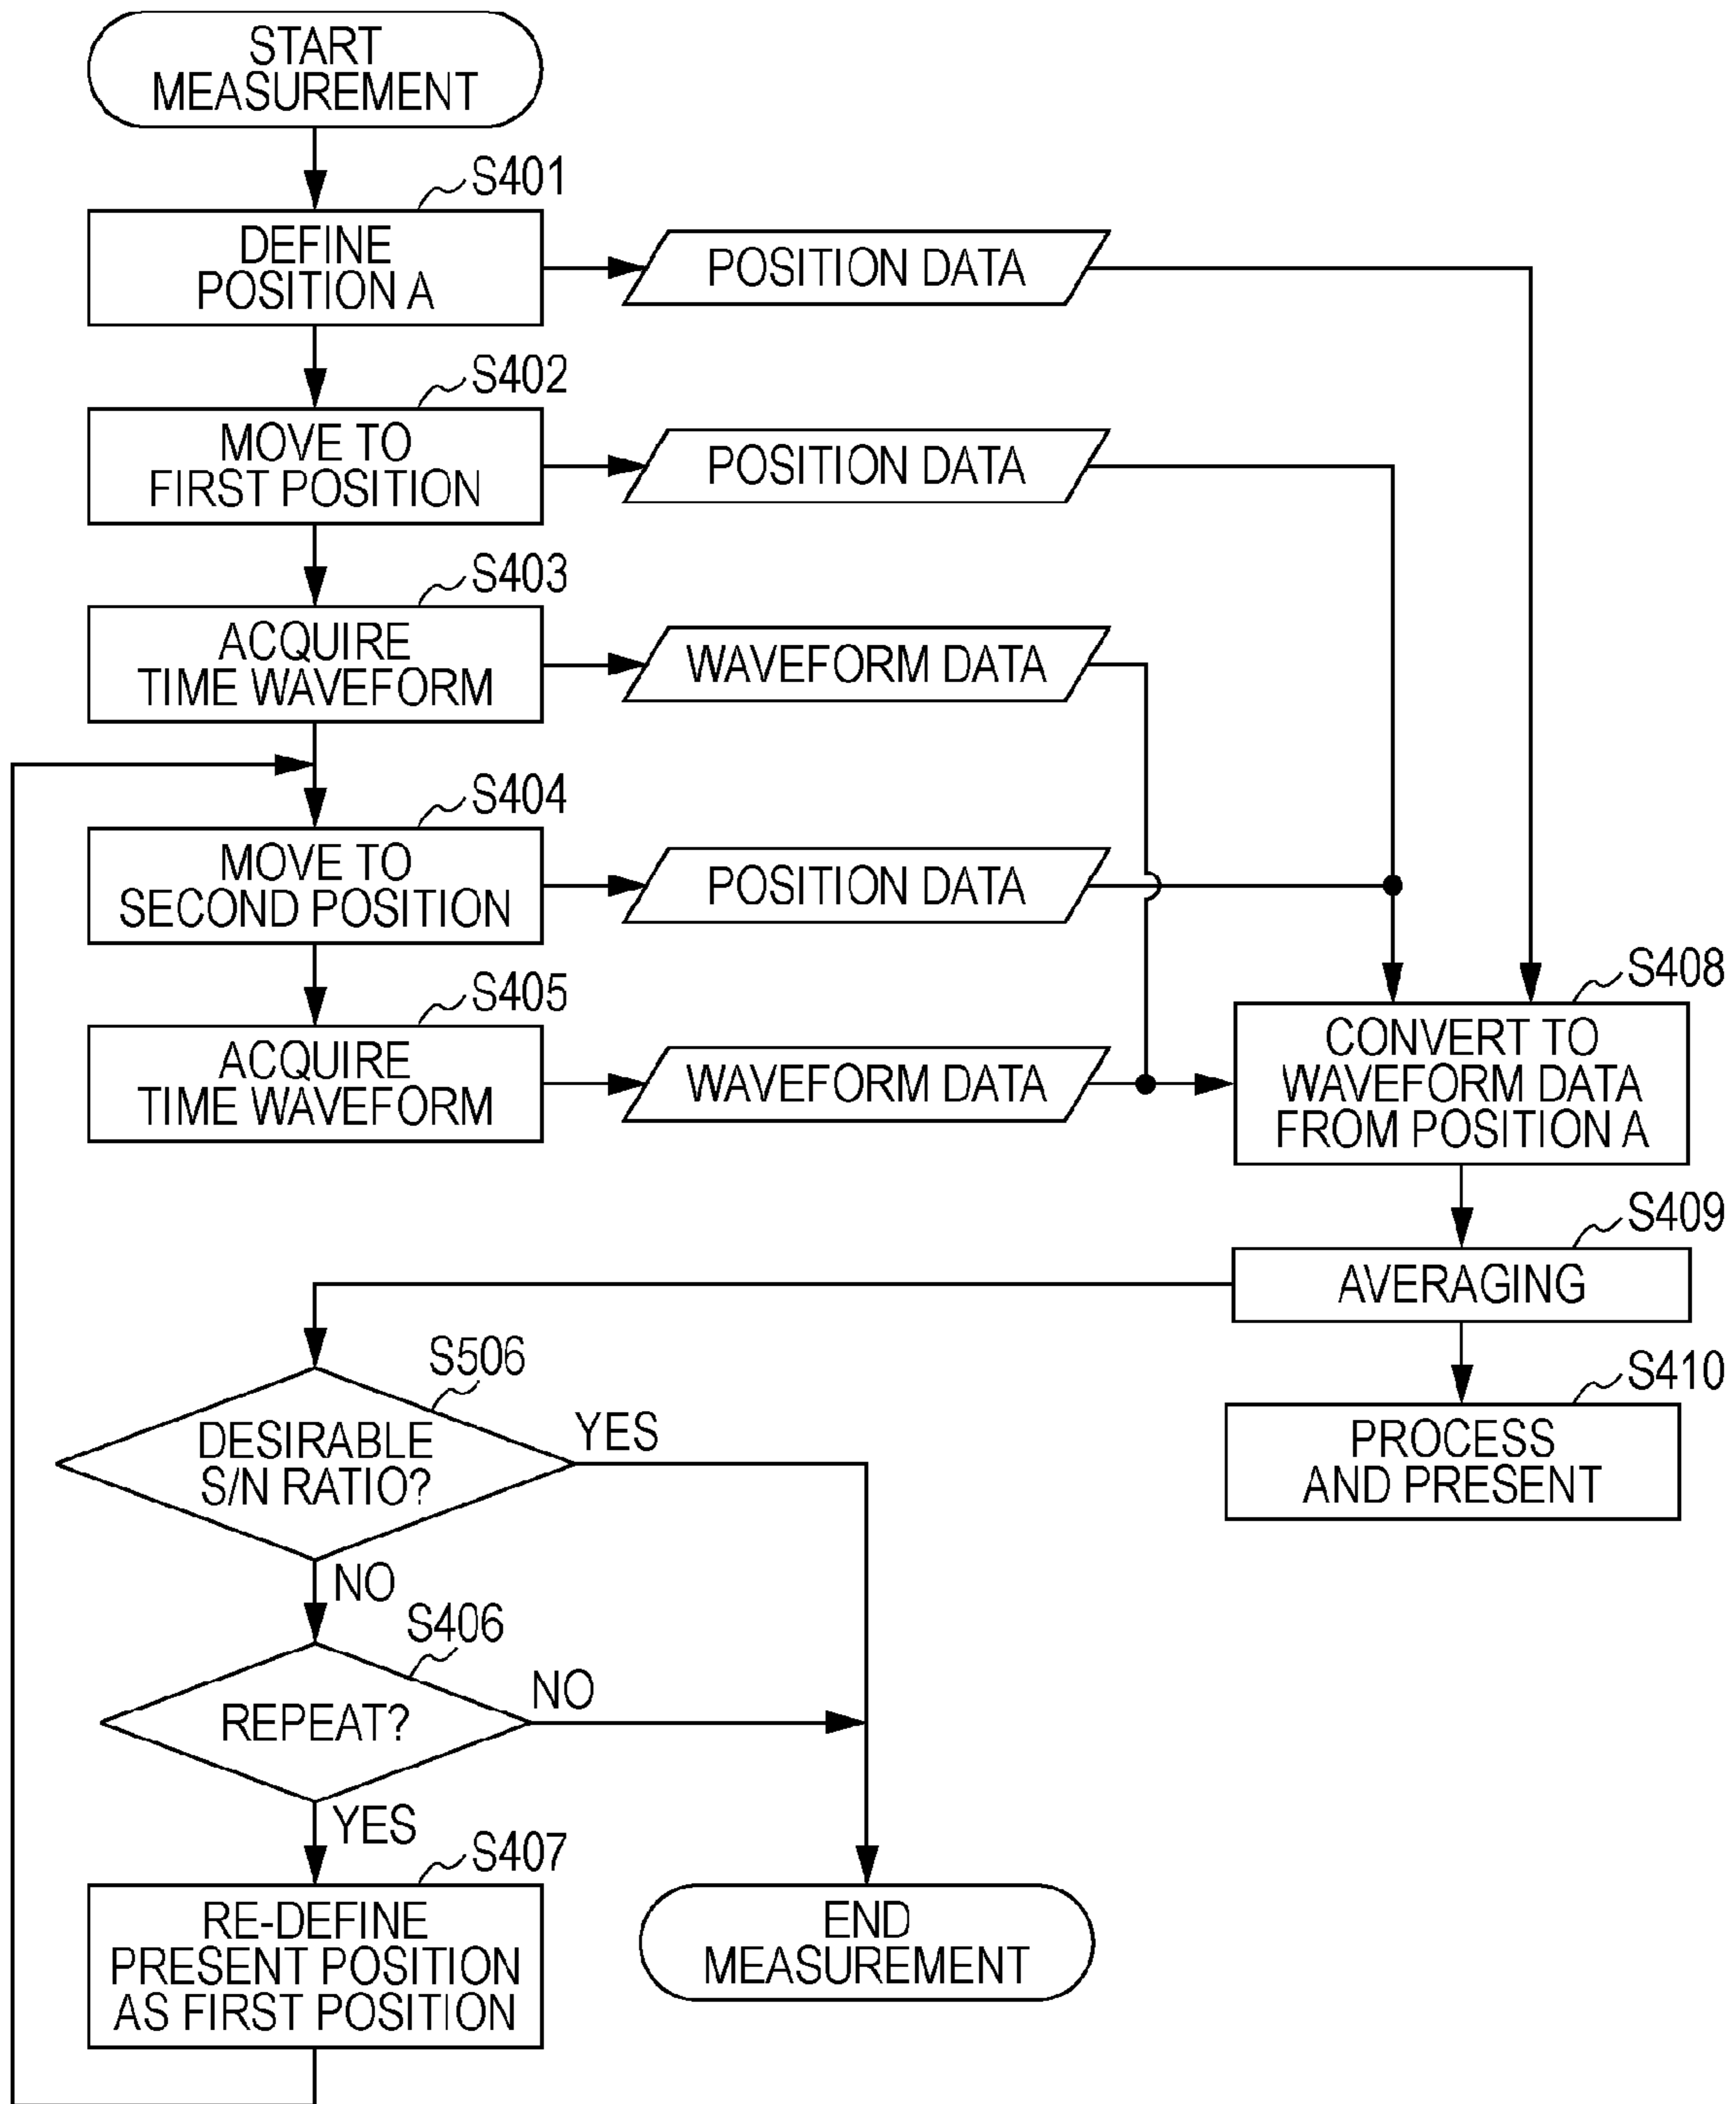 START
MEASUREMENT
S401
DEFINE
POSITION A
POSITION DATA
S402
MOVE TO
FIRST POSITION
POSITION DATA
S403
ACQUIRE
TIME WAVEFORM
WAVEFORM DATA
S404
MOVE TO
SECOND POSITION
POSITION DATA
S405
ACQUIRE
TIME WAVEFORM
WAVEFORM DATA
S408
CONVERT TO
WAVEFORM DATA
FROM POSITION A
S409
AVERAGING
S410
PROCESS
AND PRESENT
S506
DESIRABLE
S/N RATIO?
YES
NO
S406
REPEAT?
NO
YES
S407
RE-DEFINE
PRESENT POSITION
AS FIRST POSITION
END
MEASUREMENT